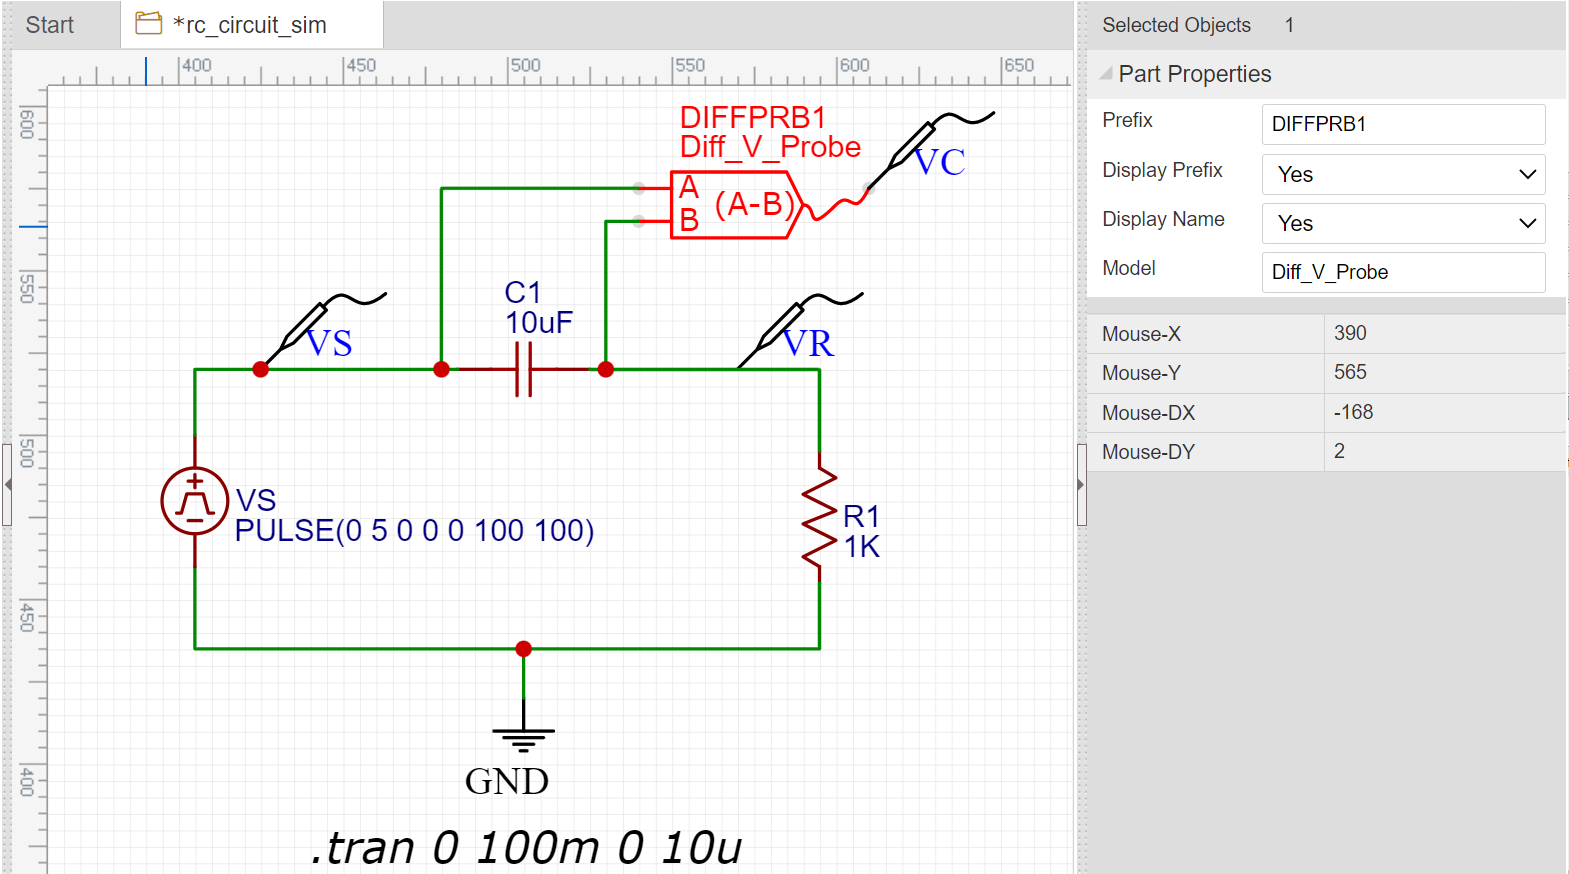 Start
*rc_circuit_sim
400 450 500 550 600 650
600
550
500
450
400
DIFFPRB1
Diff_V_Probe
A
B
(A-B)
VC
C1
10uF
VS
VR
VS
PULSE(0 5 0 0 0 100 100)
R1
1K
GND
.tran 0 100m 0 10u
Selected Objects 1
Part Properties
Prefix DIFFPRB1
Display Prefix Yes
Display Name Yes
Model Diff_V_Probe
Mouse-X 390
Mouse-Y 565
Mouse-DX -168
Mouse-DY 2